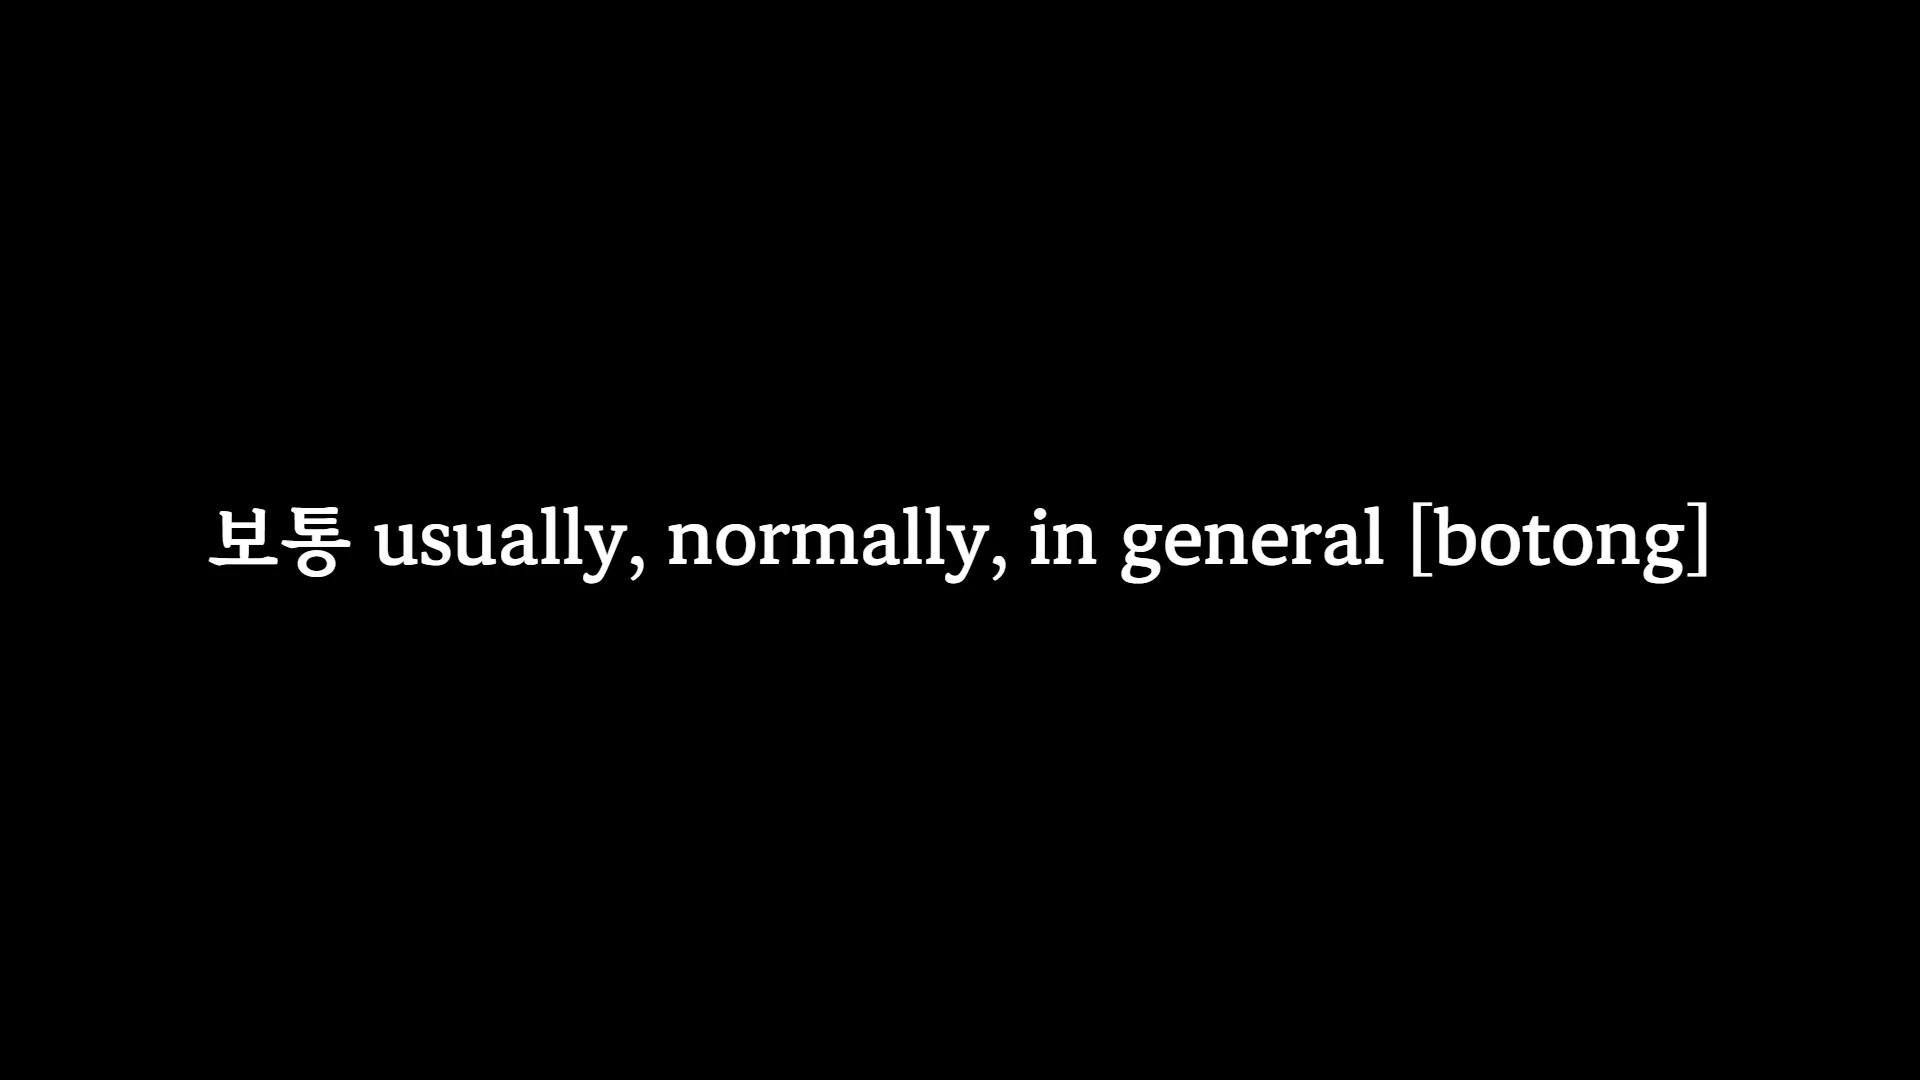 보통 usually, normally, in general [botong]